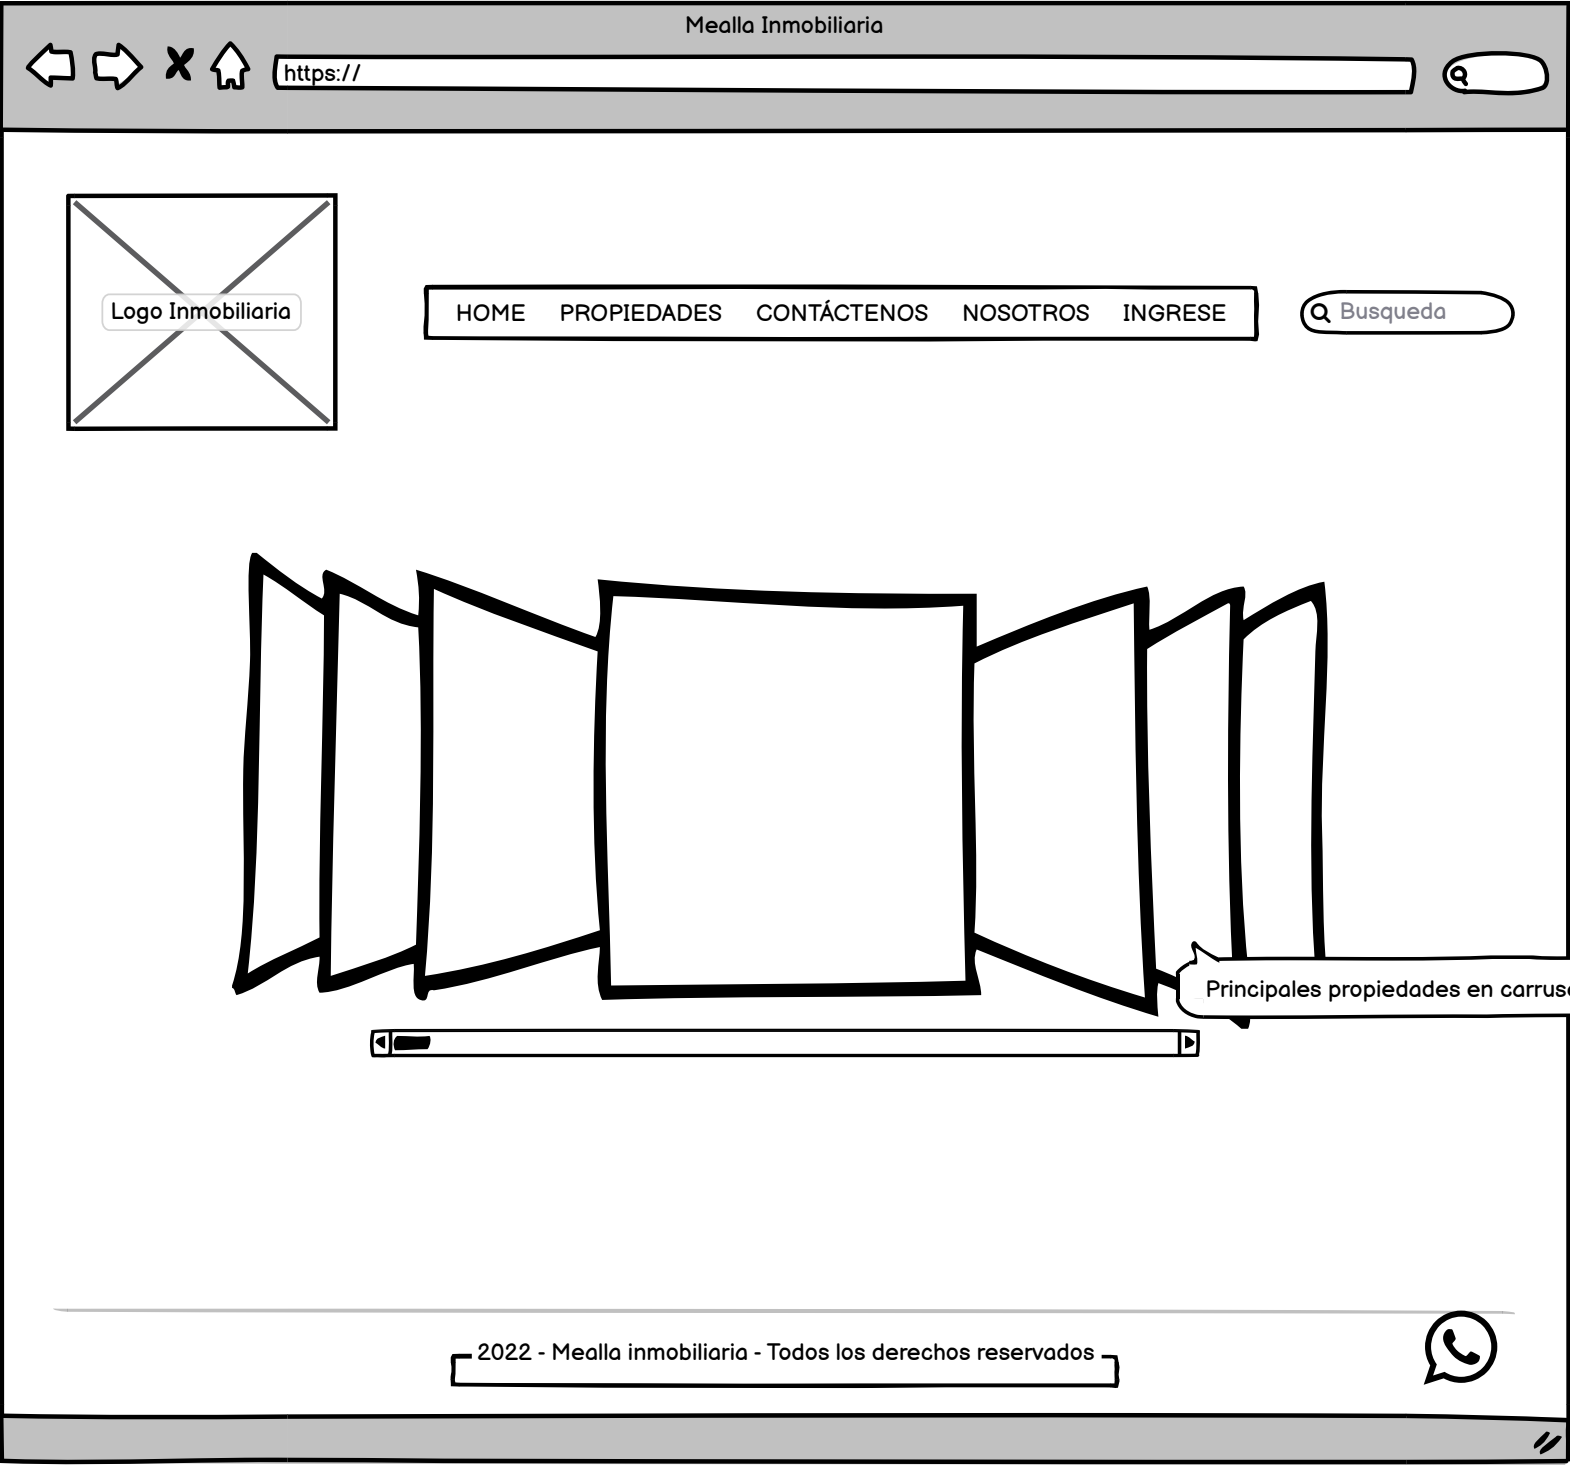 Mealla Inmobiliaria
https://
Logo Inmobiliaria
HOME PROPIEDADES CONTÁCTENOS NOSOTROS INGRESE
Busqueda
Principales propiedades en
2022 - Mealla inmobiliaria - Todos los derechos reservados